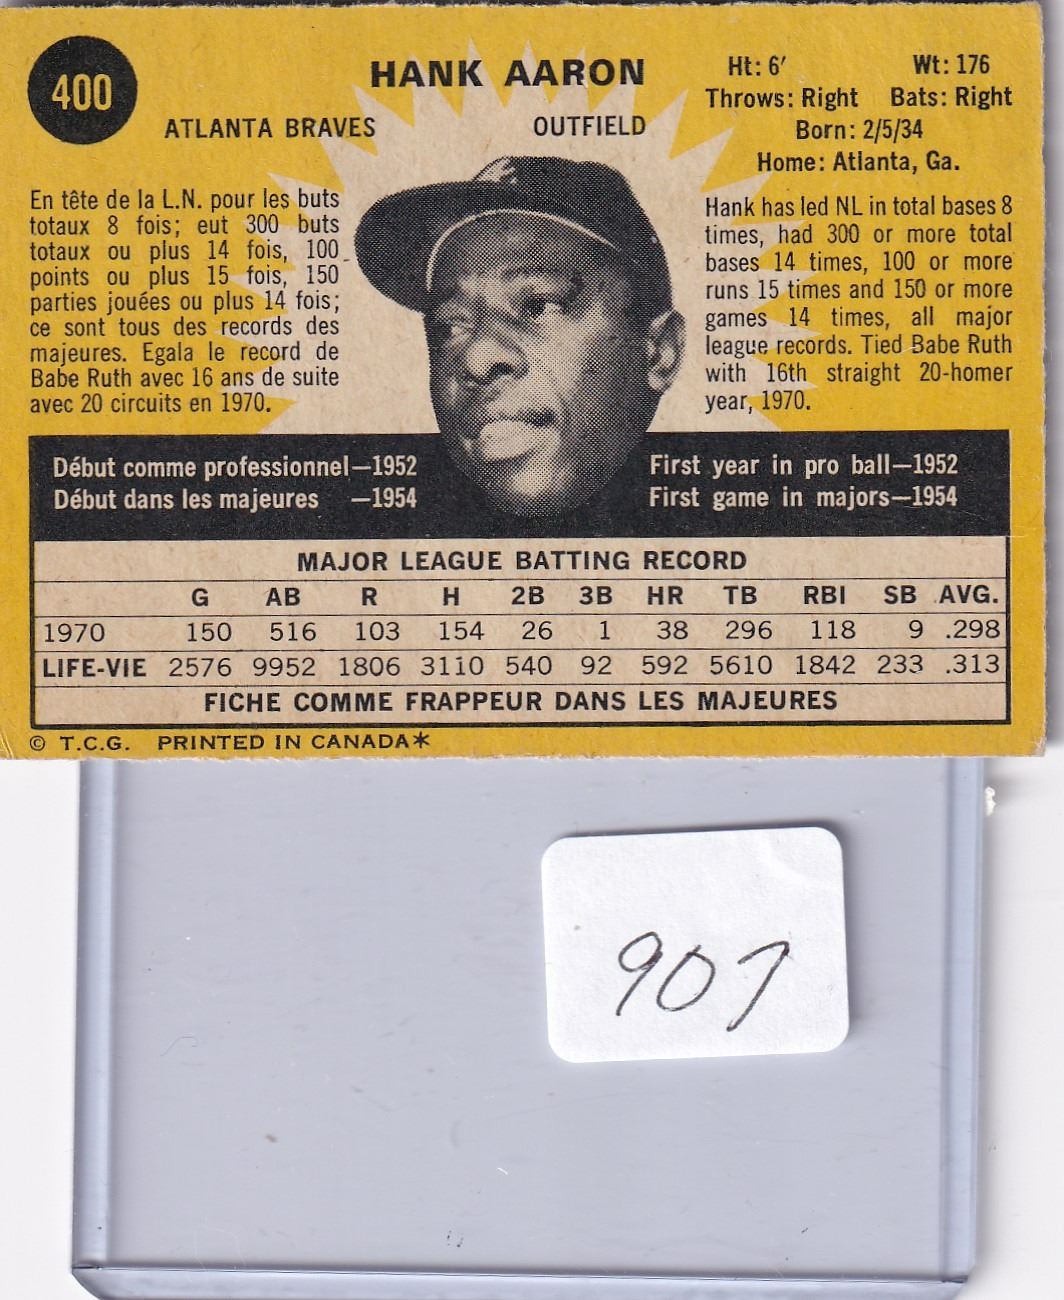 400
HANK AARON
ATLANTA BRAVES OUTFIELD
Ht: 6′ Wt: 176
Throws: Right Bats: Right
Born: 2/5/34
Home: Atlanta, Ga.
En tête de la L.N. pour les buts
totaux 8 fois; eut 300 buts
totaux ou plus 14 fois, 100
points ou plus 15 fois, 150
parties jouées ou plus 14 fois;
ce sont tous des records des
majeures. Egala le record de
Babe Ruth avec 16 ans de suite
avec 20 circuits en 1970.
Hank has led NL in total bases 8
times, had 300 or more total
bases 14 times, 100 or more
runs 15 times and 150 or more
games 14 times, all major
league records. Tied Babe Ruth
with 16th straight 20-homer
year, 1970.
Début comme professionnel—1952
Début dans les majeures —1954
First year in pro ball—1952
First game in majors—1954
MAJOR LEAGUE BATTING RECORD
G AB R H 2B 3B HR TB RBI SB AVG.
1970 150 516 103 154 26 1 38 296 118 9 .298
LIFE-VIE 2576 9952 1806 3110 540 92 592 5610 1842 233 .313
FICHE COMME FRAPPEUR DANS LES MAJEURES
© T.C.G. PRINTED IN CANADA*
907